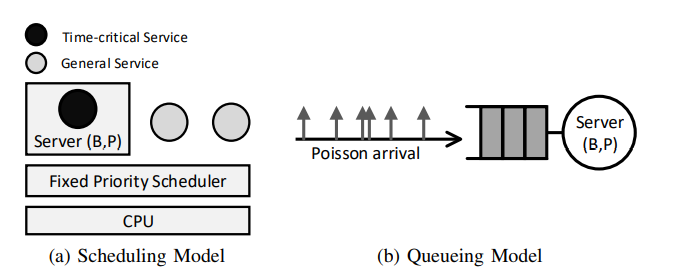 Time-critical Service
General Service
Server (B,P)
Fixed Priority Scheduler
CPU
(a) Scheduling Model
Poisson arrival
Server
(B,P)
(b) Queueing Model